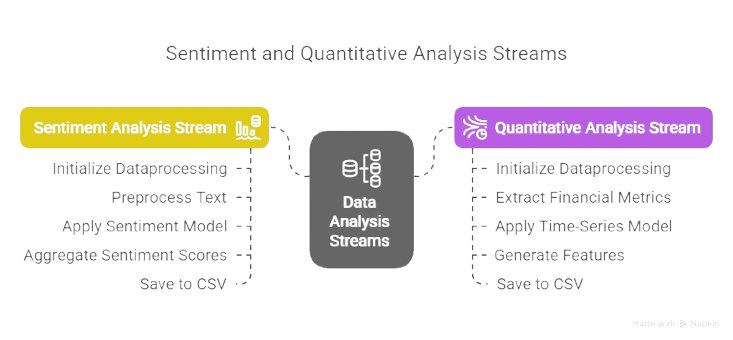 Sentiment and Quantitative Analysis Streams
Sentiment Analysis Stream
Initialize Dataprocessing
Preprocess Text
Apply Sentiment Model
Aggregate Sentiment Scores
Save to CSV
Data
Analysis
Streams
Quantitative Analysis Stream
Initialize Dataprocessing
Extract Financial Metrics
Apply Time-Series Model
Generate Features
Save to CSV
Made with Napkin